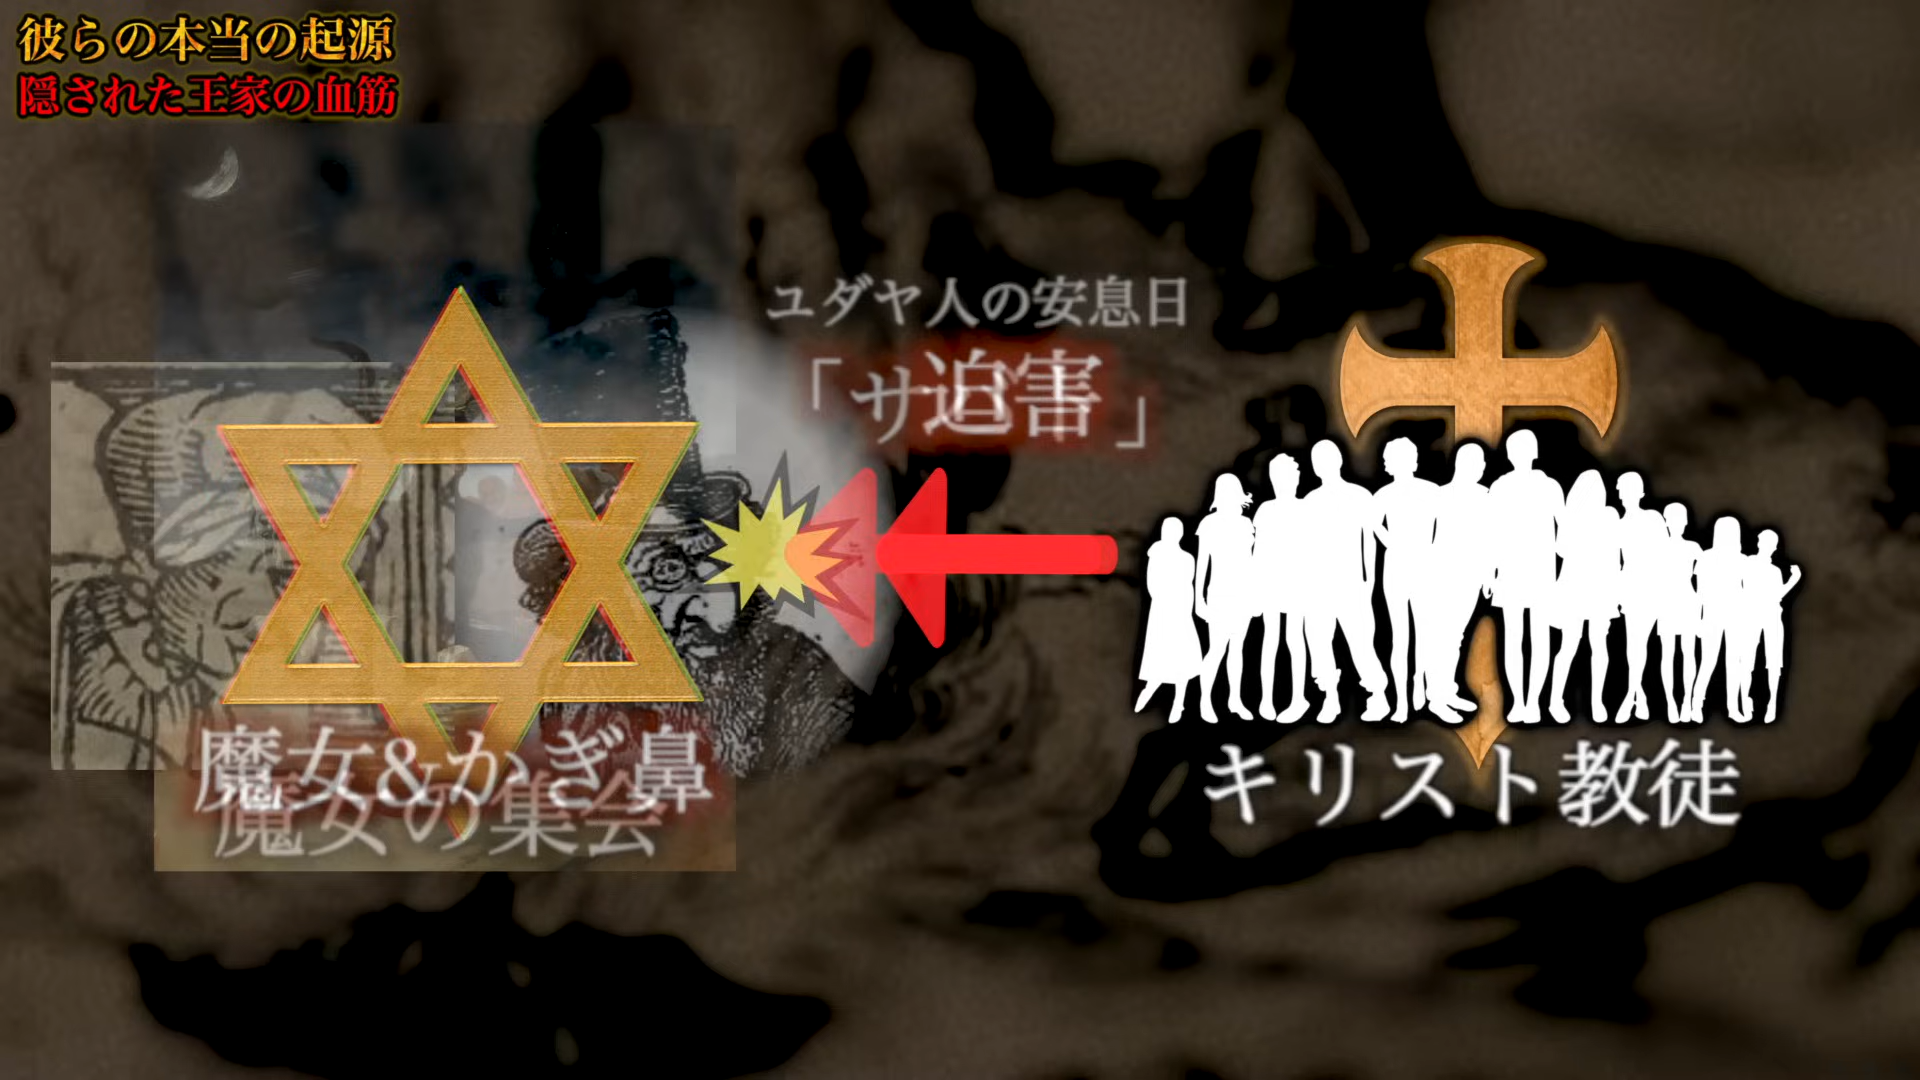 彼らの本当の起源
隠された王家の血筋
ユダヤ人の安息日
「サ
迫害
」
魔女&かぎ鼻
魔女の集会
キリスト教徒